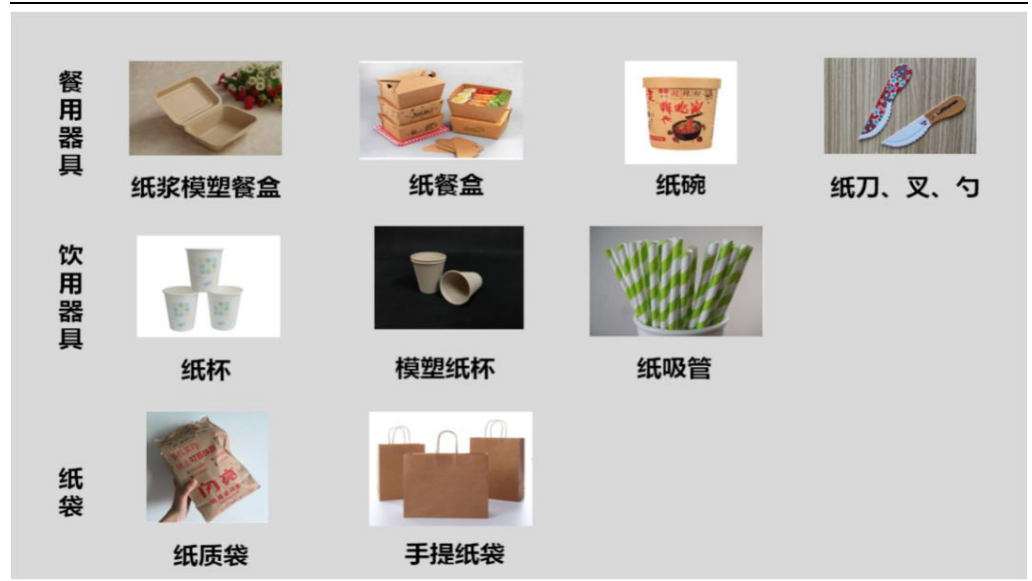 餐用器具
纸浆模塑餐盒
纸餐盒
纸碗
纸刀、叉、勺
饮用器具
纸杯
模塑纸杯
纸吸管
纸袋
纸质袋
手提纸袋